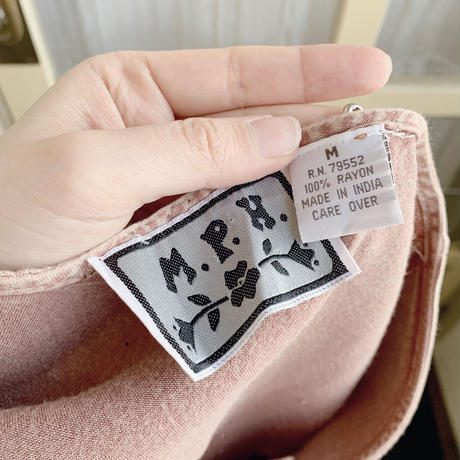 M
R.N. 79552
100% RAYON
MADE IN INDIA
CARE OVER
M.P.H.